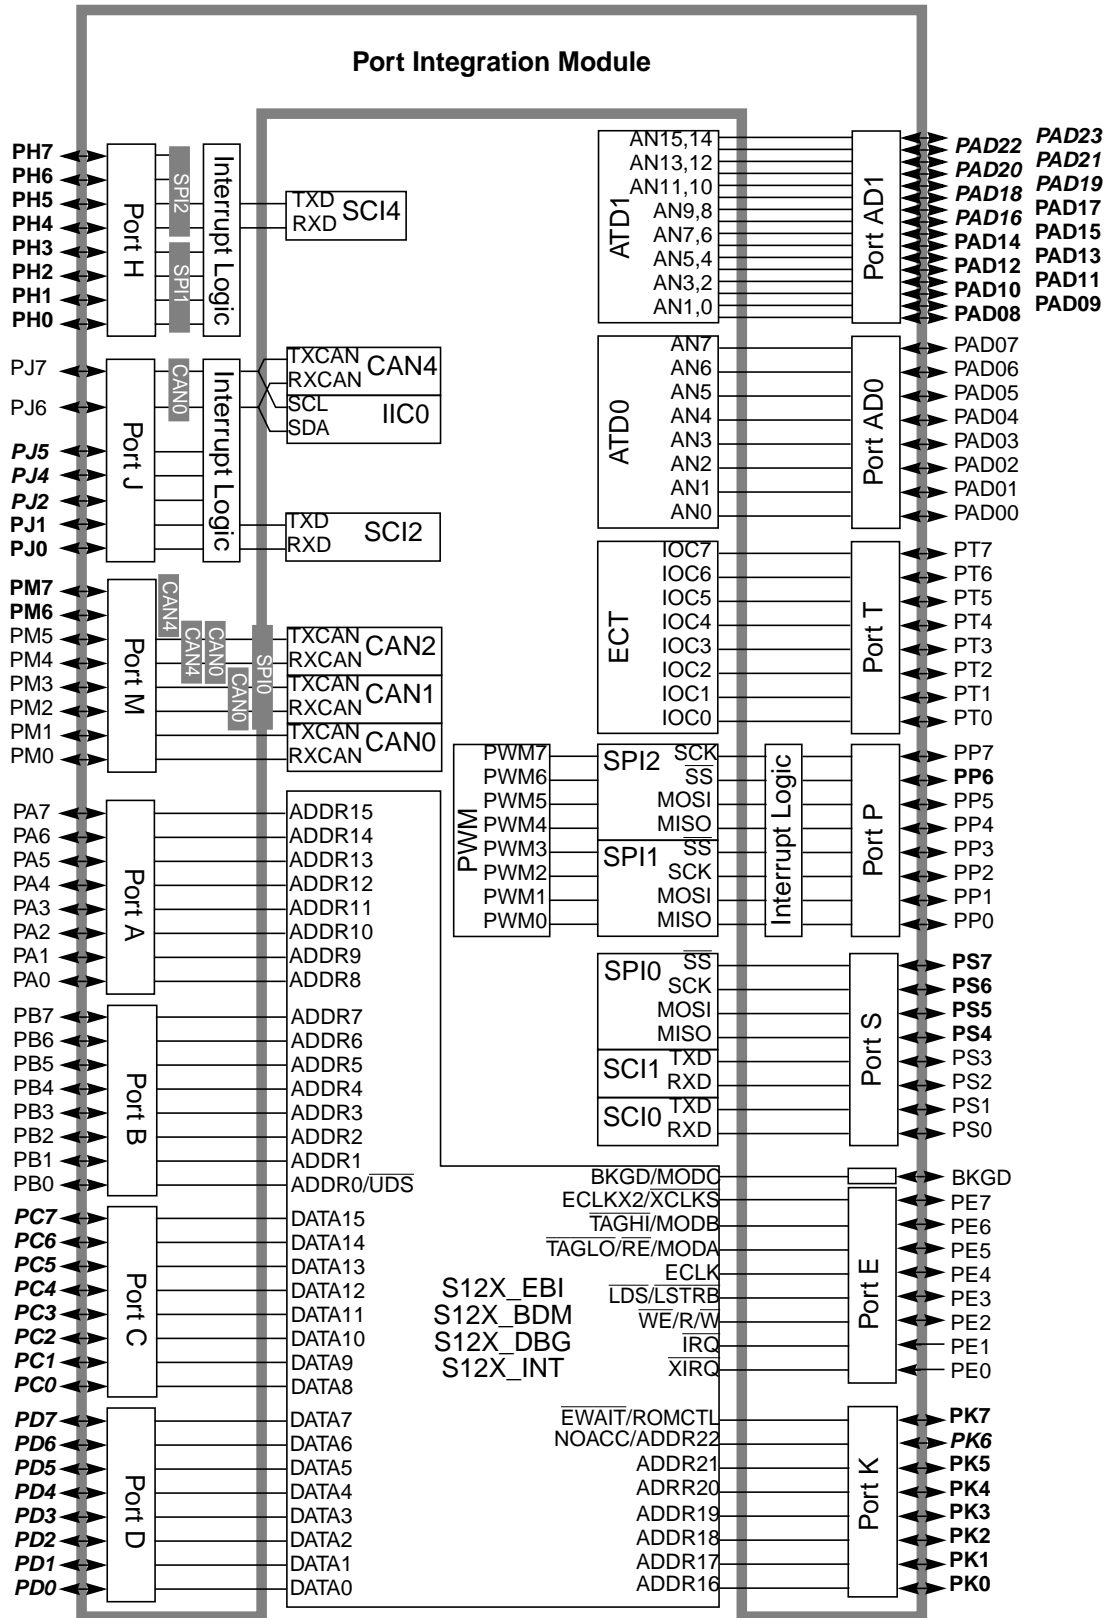 Port Integration Module
PH7
PH6
PH5
PH4
PH3
PH2
PH1
PH0
Port H
SPI2
SPI1
Interrupt Logic
TXD
RXD
SCI4
PJ7
PJ6
PJ5
PJ4
PJ2
PJ1
PJ0
Port J
CAN0
Interrupt Logic
TXCAN
RXCAN
CAN4
SCL
SDA
IIC0
TXD
RXD
SCI2
PM7
PM6
PM5
PM4
PM3
PM2
PM1
PM0
Port M
CAN4
CAN4
CAN0
CAN0
SPI0
TXCAN
RXCAN
CAN2
TXCAN
RXCAN
CAN1
TXCAN
RXCAN
CAN0
PA7
PA6
PA5
PA4
PA3
PA2
PA1
PA0
Port A
ADDR15
ADDR14
ADDR13
ADDR12
ADDR11
ADDR10
ADDR9
ADDR8
PB7
PB6
PB5
PB4
PB3
PB2
PB1
PB0
Port B
ADDR7
ADDR6
ADDR5
ADDR4
ADDR3
ADDR2
ADDR1
ADDR0/UDS
PC7
PC6
PC5
PC4
PC3
PC2
PC1
PC0
Port C
DATA15
DATA14
DATA13
DATA12
DATA11
DATA10
DATA9
DATA8
PD7
PD6
PD5
PD4
PD3
PD2
PD1
PD0
Port D
DATA7
DATA6
DATA5
DATA4
DATA3
DATA2
DATA1
DATA0
S12X_EBI
S12X_BDM
S12X_DBG
S12X_INT
ATD1
AN15,14
AN13,12
AN11,10
AN9,8
AN7,6
AN5,4
AN3,2
AN1,0
Port AD1
PAD23
PAD22
PAD21
PAD20
PAD19
PAD18
PAD17
PAD16
PAD15
PAD14
PAD13
PAD12
PAD11
PAD10
PAD09
PAD08
ATD0
AN7
AN6
AN5
AN4
AN3
AN2
AN1
AN0
Port AD0
PAD07
PAD06
PAD05
PAD04
PAD03
PAD02
PAD01
PAD00
ECT
IOC7
IOC6
IOC5
IOC4
IOC3
IOC2
IOC1
IOC0
Port T
PT7
PT6
PT5
PT4
PT3
PT2
PT1
PT0
PWM
PWM7
PWM6
PWM5
PWM4
PWM3
PWM2
PWM1
PWM0
SPI2
SCK
SS
MOSI
MISO
SPI1
SS
SCK
MOSI
MISO
Interrupt Logic
Port P
PP7
PP6
PP5
PP4
PP3
PP2
PP1
PP0
SPI0
SS
SCK
MOSI
MISO
SCI1
TXD
RXD
SCI0
TXD
RXD
Port S
PS7
PS6
PS5
PS4
PS3
PS2
PS1
PS0
BKGD/MODC
BKGD
ECLKX2/XCLKS
TAGHI/MODB
TAGLO/RE/MODA
ECLK
LDS/LSTRB
WE/R/W
IRQ
XIRQ
Port E
PE7
PE6
PE5
PE4
PE3
PE2
PE1
PE0
EWAIT/ROMCTL
NOACC/ADDR22
ADDR21
ADRR20
ADDR19
ADDR18
ADDR17
ADDR16
Port K
PK7
PK6
PK5
PK4
PK3
PK2
PK1
PK0